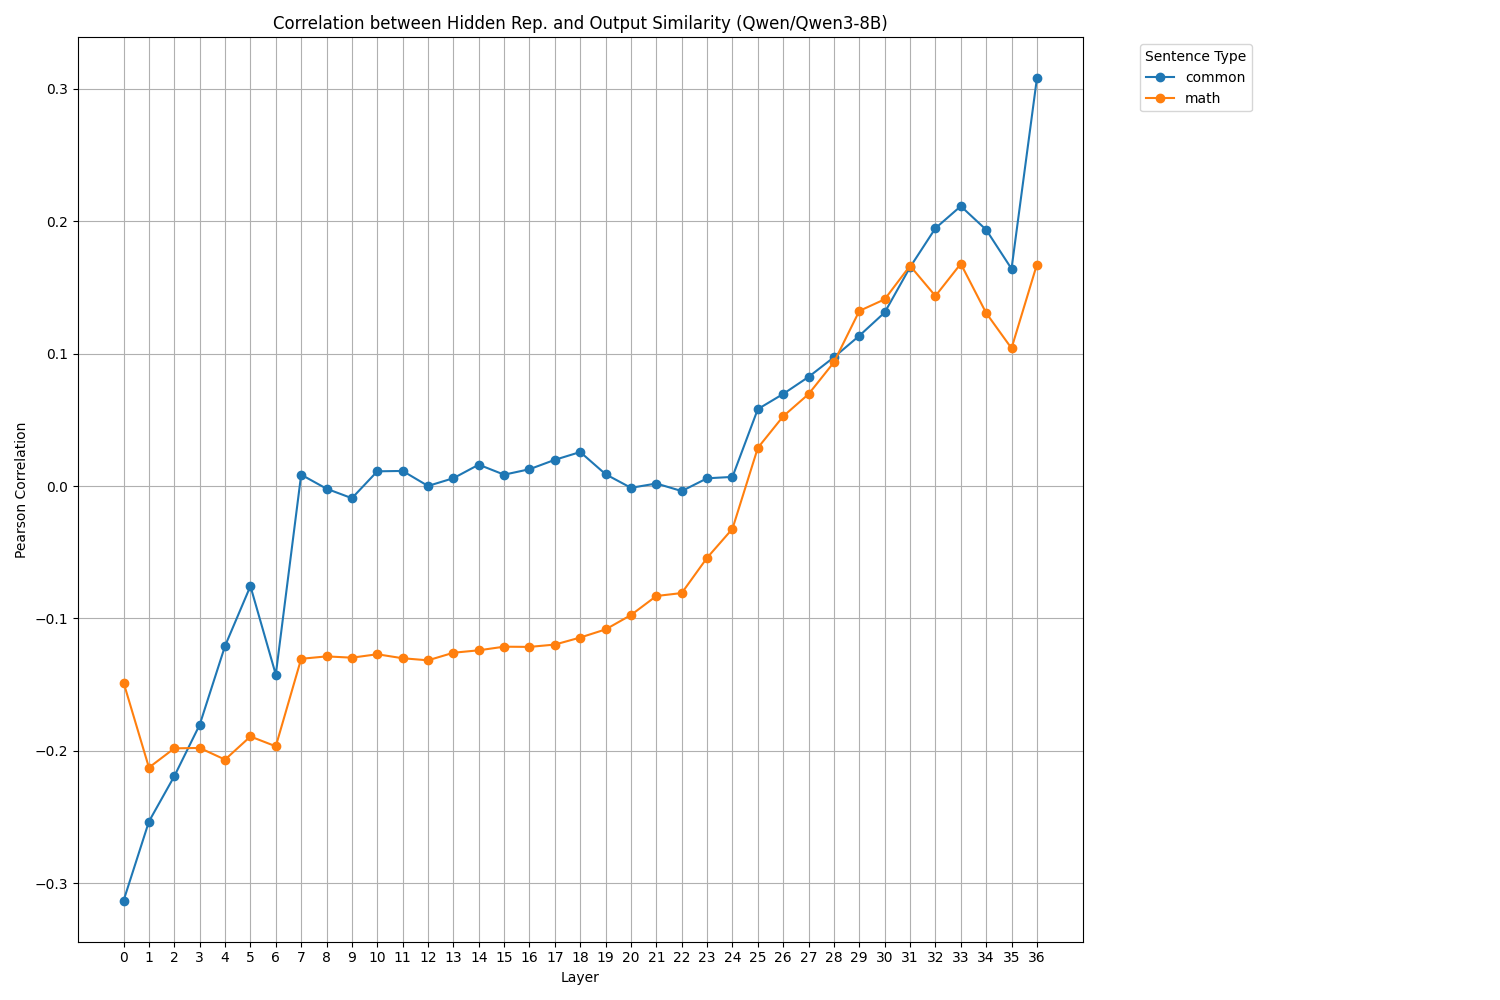 Correlation between Hidden Rep. and Output Similarity (Qwen/Qwen3-8B)
Sentence Type
common
math
Pearson Correlation
0.3
0.2
0.1
0.0
−0.1
−0.2
−0.3
0 1 2 3 4 5 6 7 8 9 10 11 12 13 14 15 16 17 18 19 20 21 22 23 24 25 26 27 28 29 30 31 32 33 34 35 36
Layer